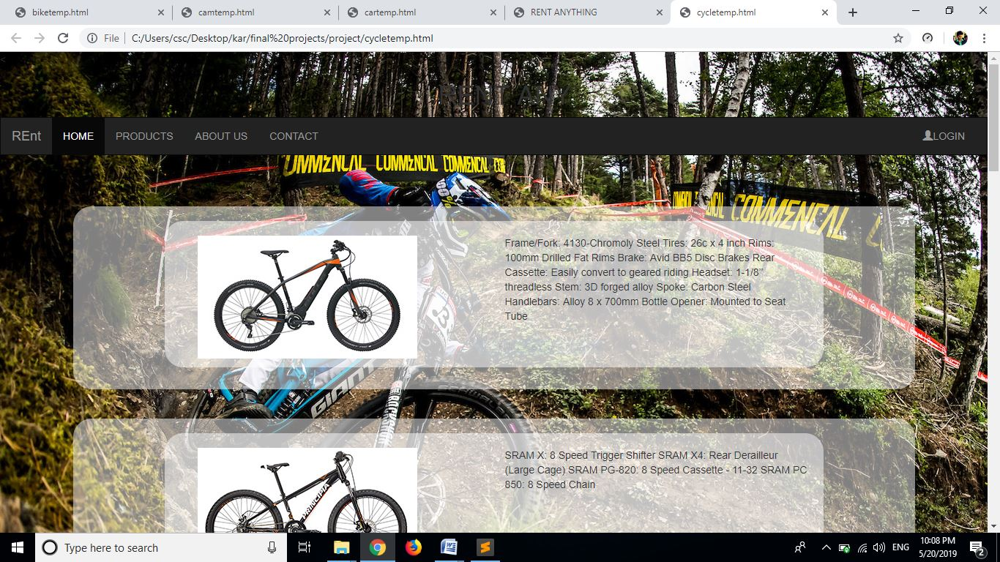 biketemp.html
camtemp.html
cartemp.html
RENT ANYTHING
cycletemp.html
File
C:/Users/csc/Desktop/kar/final%20projects/project/cycletemp.html
<
RENT ANY
REnt
HOME
PRODUCTS
ABOUT US
CONTACT
LOGIN
COMMENCAL COMMENCAL COMMENCAL COM
COMMENCAL
COMMENCAL
Frame/Fork: 4130-Chromoly Steel Tires: 26c x 4 inch Rims:
100mm Drilled Fat Rims Brake: Avid BB5 Disc Brakes Rear
Cassette: Easily convert to geared riding Headset: 1-1/8’’
threadless Stem: 3D forged alloy Spoke: Carbon Steel
Handlebars: Alloy 8 x 700mm Bottle Opener: Mounted to Seat
Tube
GIANT
SRAM X: 8 Speed Trigger Shifter SRAM X4: Rear Derailleur
(Large Cage) SRAM PG-820: 8 Speed Cassette - 11-32 SRAM PC
850: 8 Speed Chain
PRINCIPIA
Type here to search
ENG
10:08 PM
5/20/2019
2